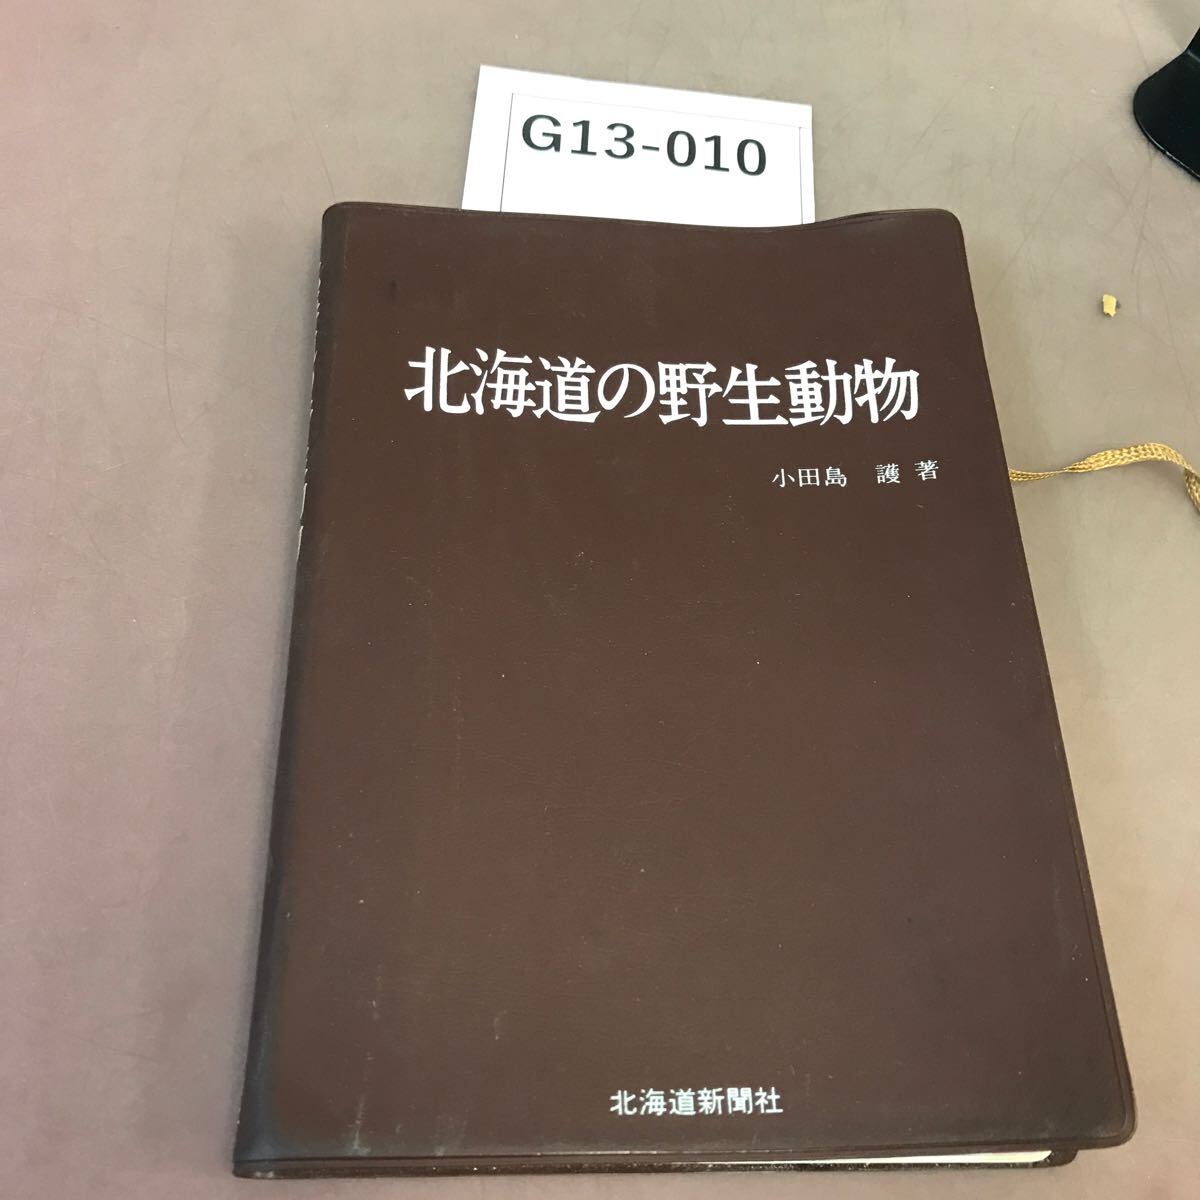 G13-010
北海道の野生動物
小田島 護 著
北海道新聞社